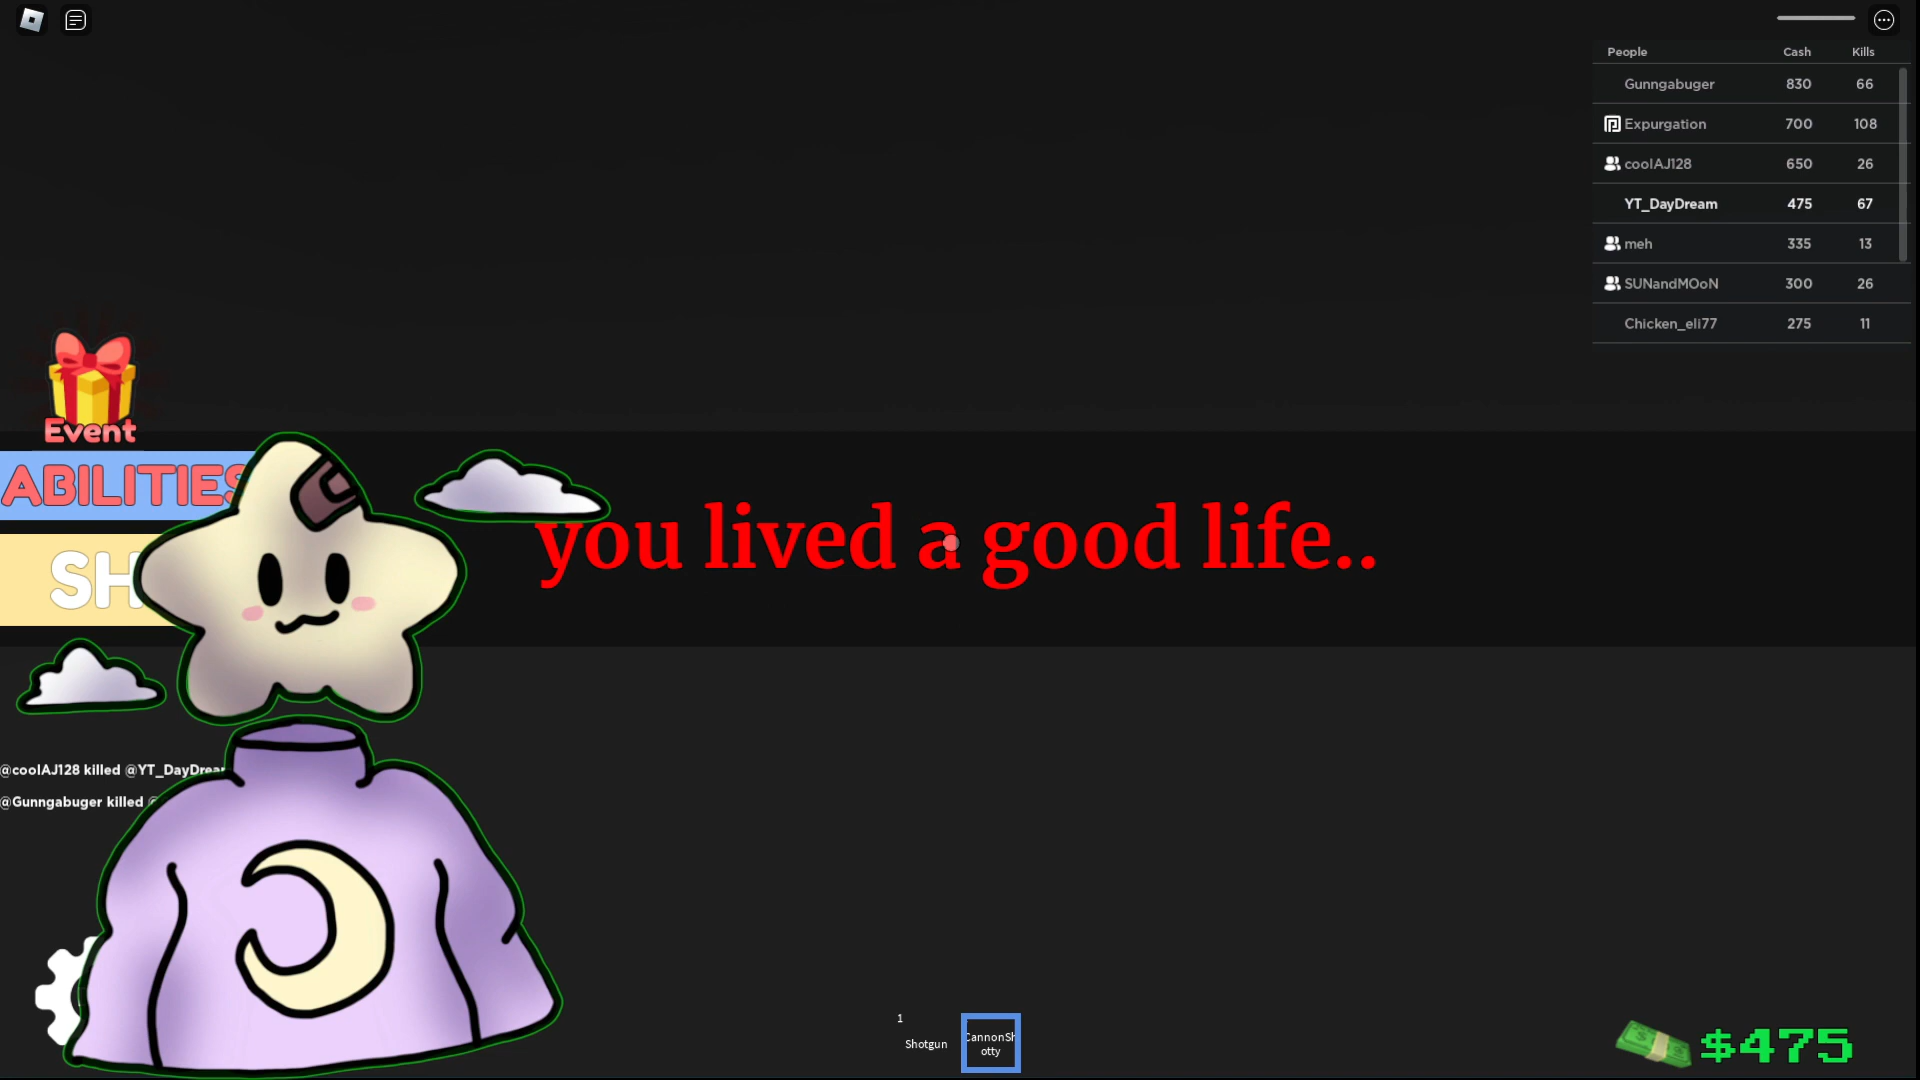 People Cash Kills
Gunngabuger 830 66
Expurgation 700 108
coolAJ128 650 26
YT_DayDream 475 67
meh 335 13
SUNandMOoN 300 26
Chicken_eli77 275 11
Event
ABILITIES
SH
you lived a good life..
@coolAJ128 killed @YT_DayDream
@Gunngabuger killed
1
Shotgun
CannonSh
otty
$475